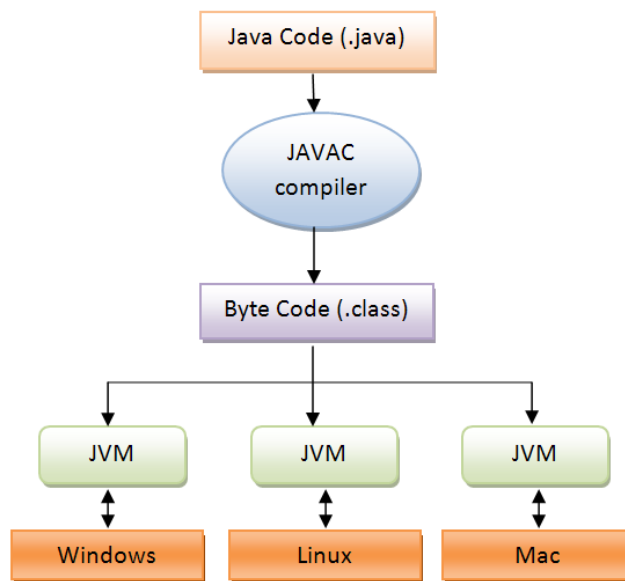 Java Code (.java)
JAVAC
compiler
Byte Code (.class)
JVM
JVM
JVM
Windows
Linux
Mac